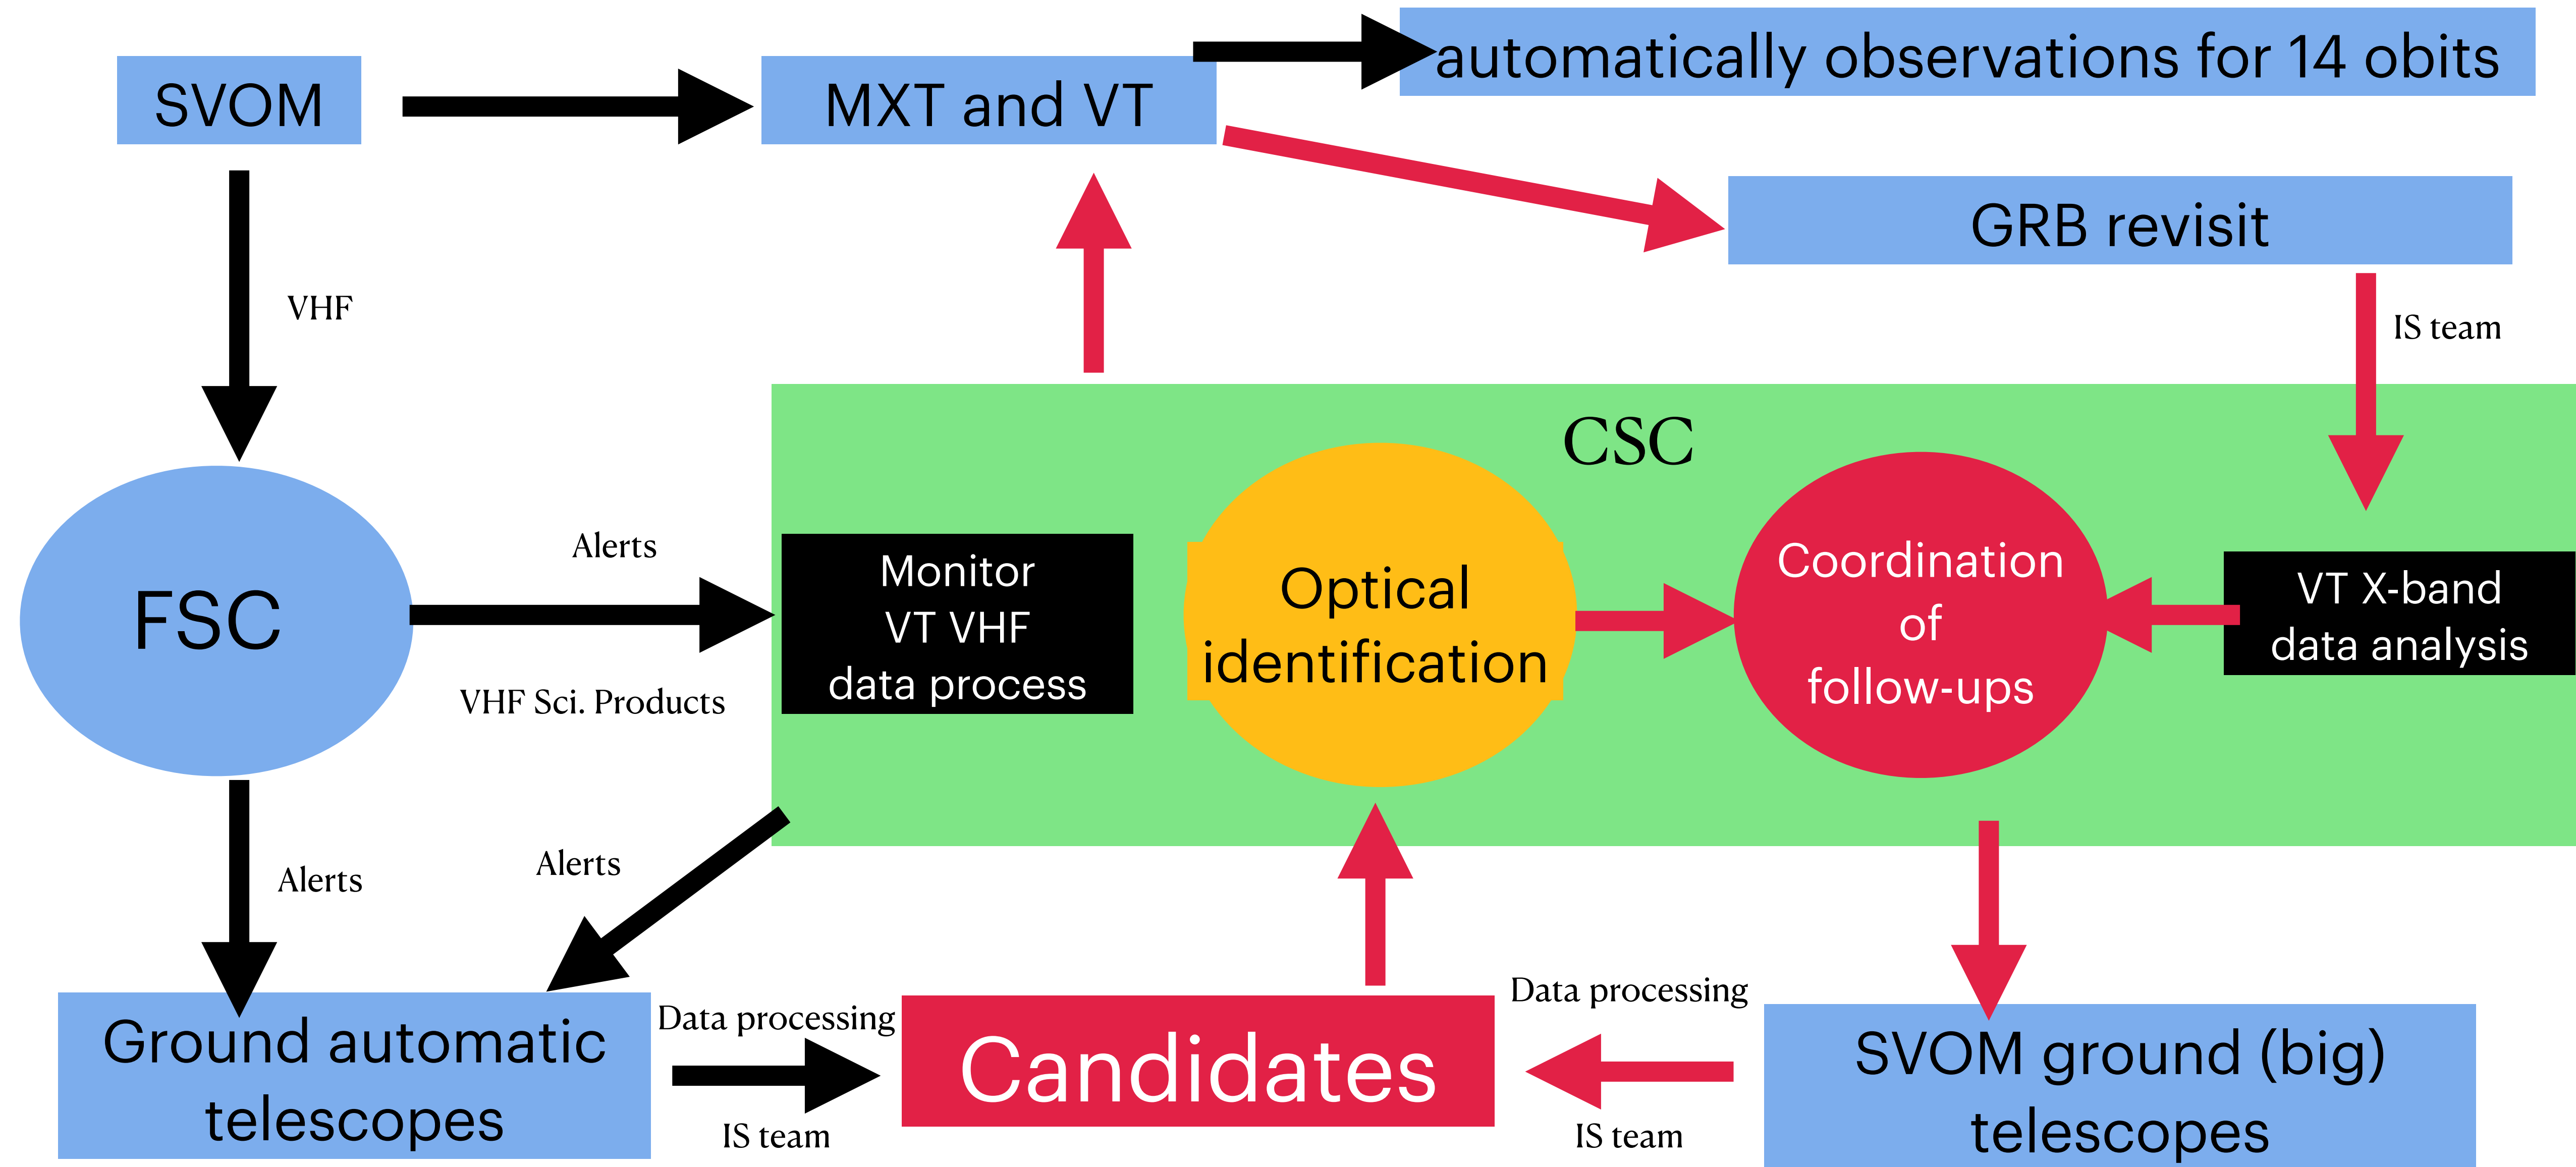 SVOM
MXT and VT
automatically observations for 14 obits
GRB revisit
VHF
IS team
CSC
FSC
Alerts
VHF Sci. Products
Monitor
VT VHF
data process
Optical
identification
Coordination
of
follow-ups
VT X-band
data analysis
Alerts
Alerts
Ground automatic
telescopes
Data processing
IS team
Candidates
Data processing
IS team
SVOM ground (big)
telescopes